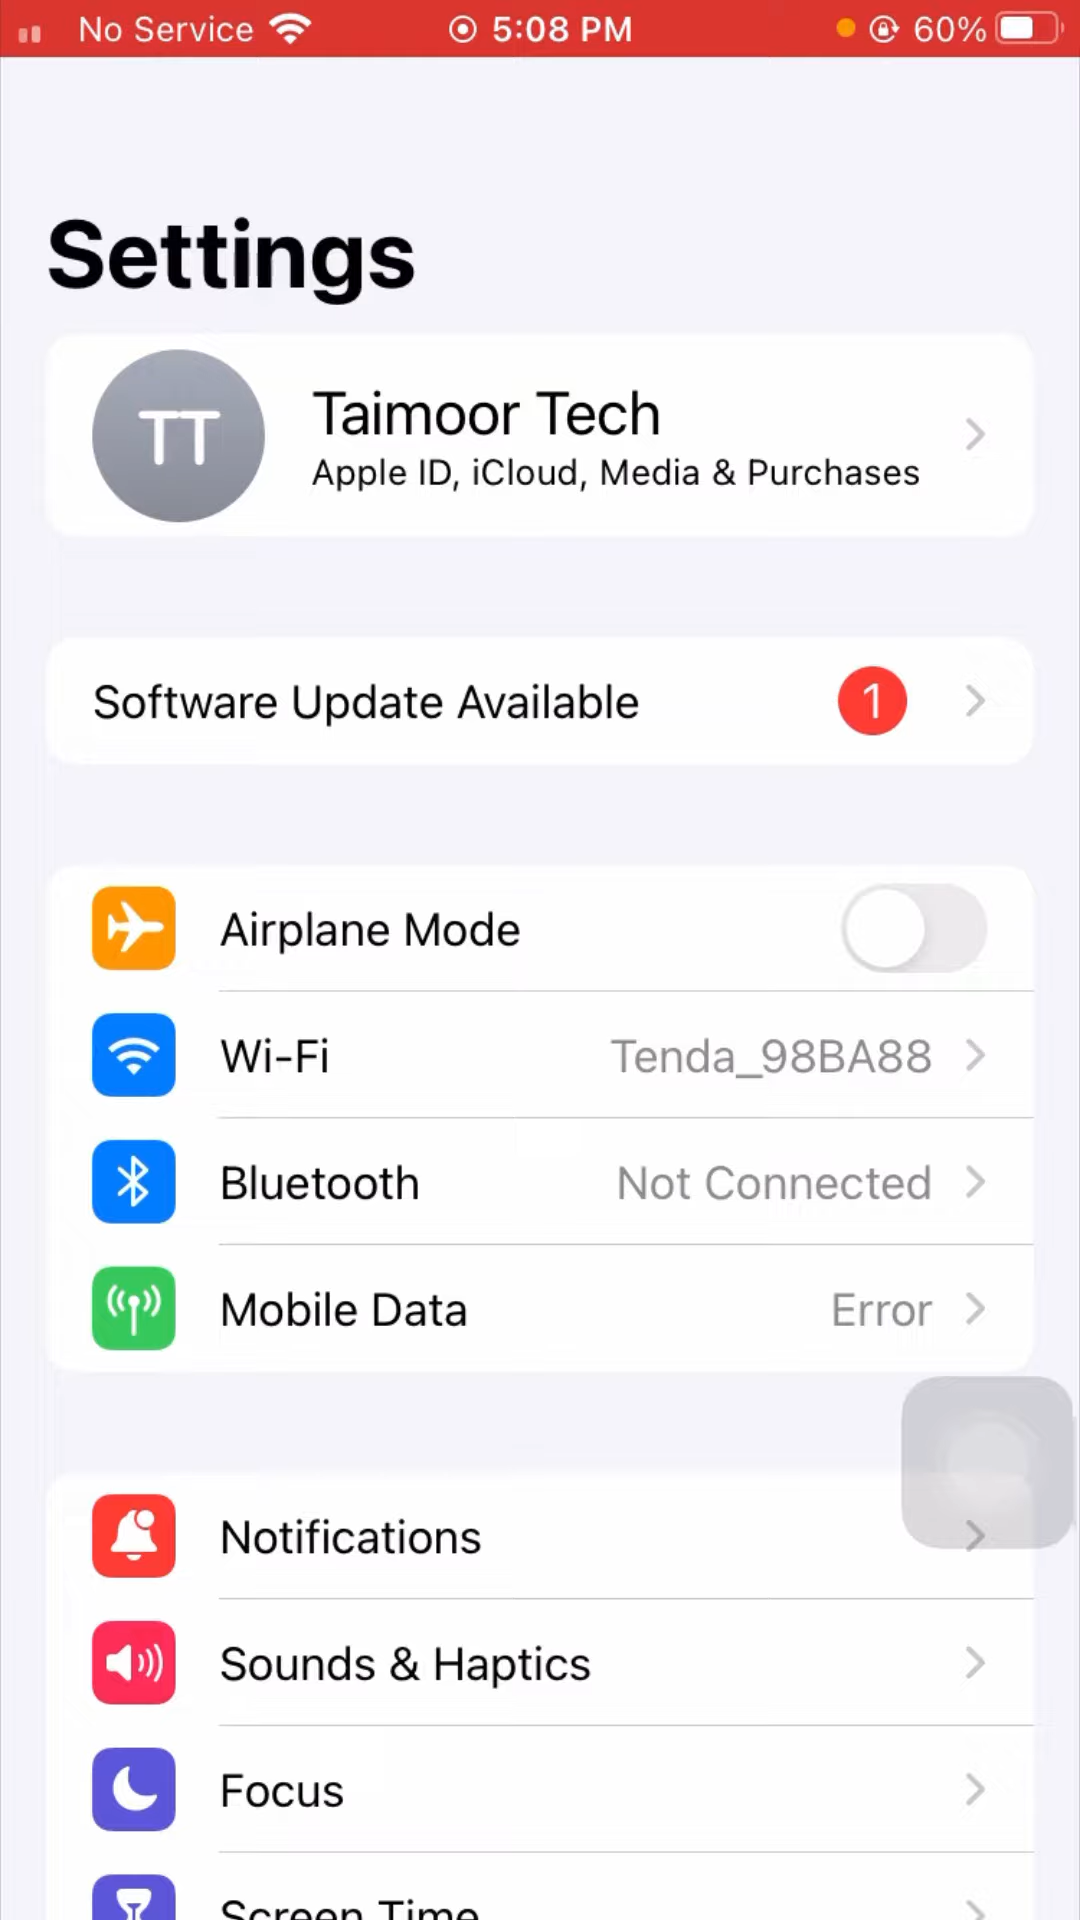 No Service 5:08 PM 60%
Settings
TT
Taimoor Tech
Apple ID, iCloud, Media & Purchases
Software Update Available 1
Airplane Mode
Wi-Fi Tenda_98BA88
Bluetooth Not Connected
Mobile Data Error
Notifications
Sounds & Haptics
Focus
Screen Time